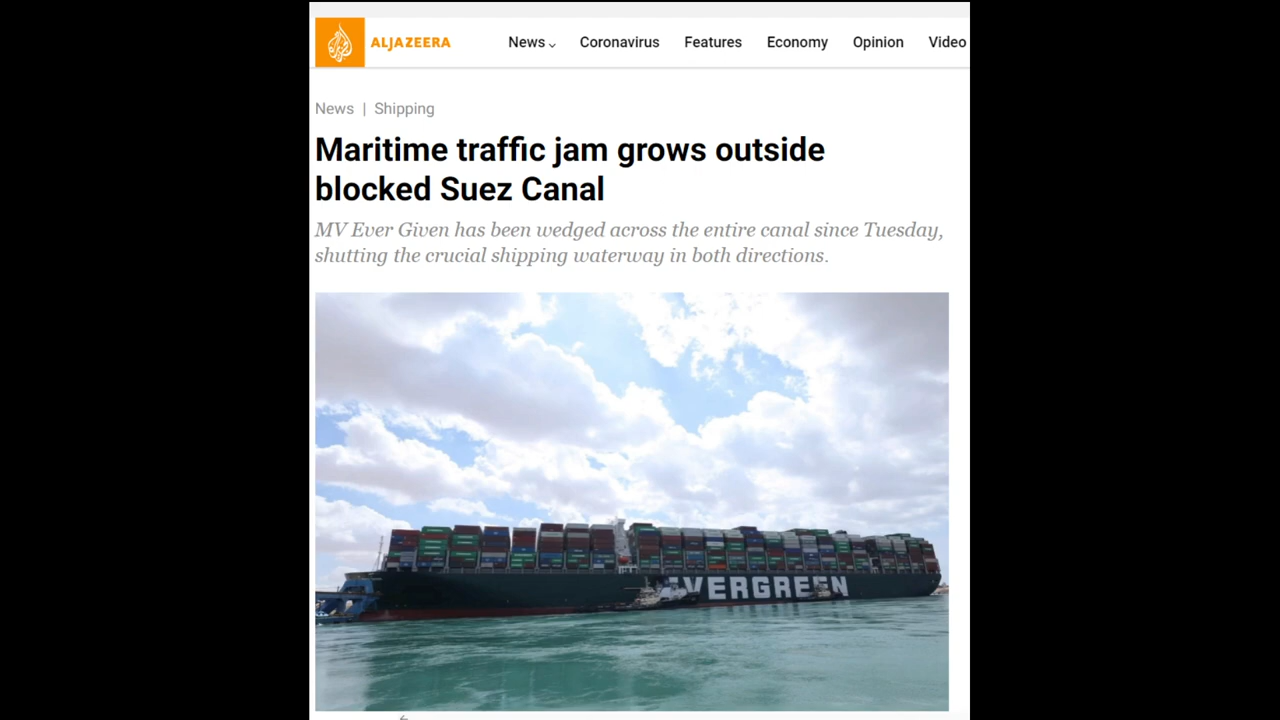 ALJAZEERA
News Coronavirus Features Economy Opinion Video
News | Shipping
Maritime traffic jam grows outside
blocked Suez Canal
MV Ever Given has been wedged across the entire canal since Tuesday,
shutting the crucial shipping waterway in both directions.
EVERGREEN